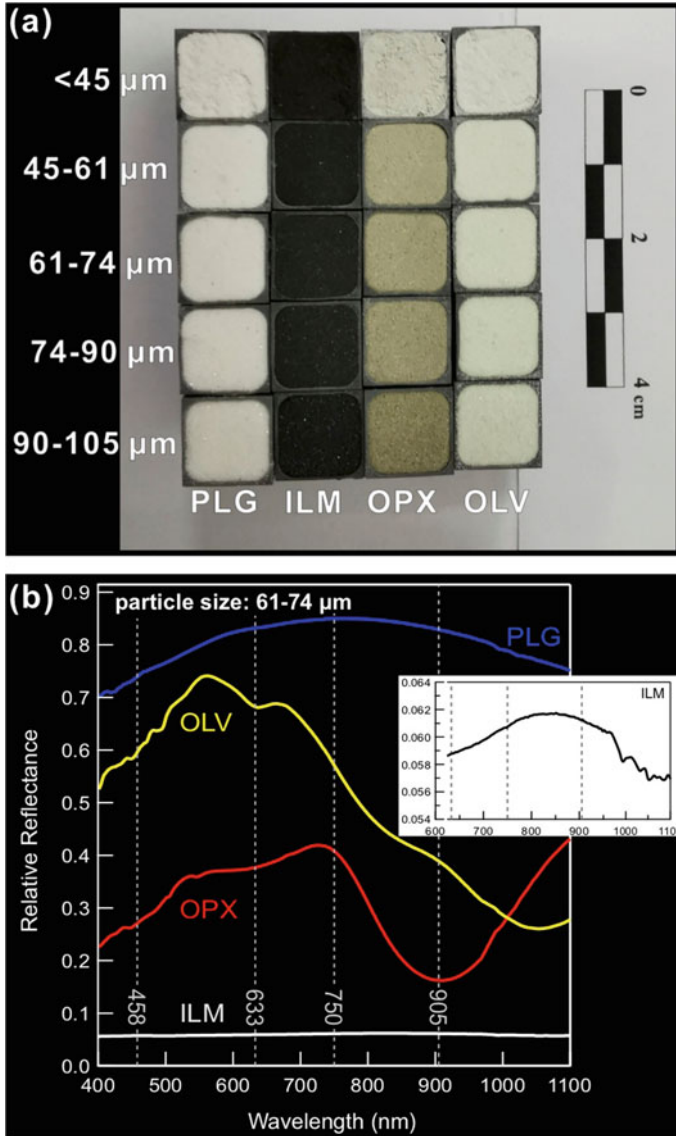 (a)
<45 µm
45-61 µm
61-74 µm
74-90 µm
90-105 µm
PLG ILM OPX OLV
0
2
4 cm
(b)
particle size: 61-74 µm
Relative Reflectance
0.9
0.8
0.7
0.6
0.5
0.4
0.3
0.2
0.1
0.0
PLG
OLV
OPX
ILM
458
633
750
905
400 500 600 700 800 900 1000 1100
Wavelength (nm)
ILM
0.064
0.062
0.060
0.058
0.056
0.054
600 700 800 900 1000